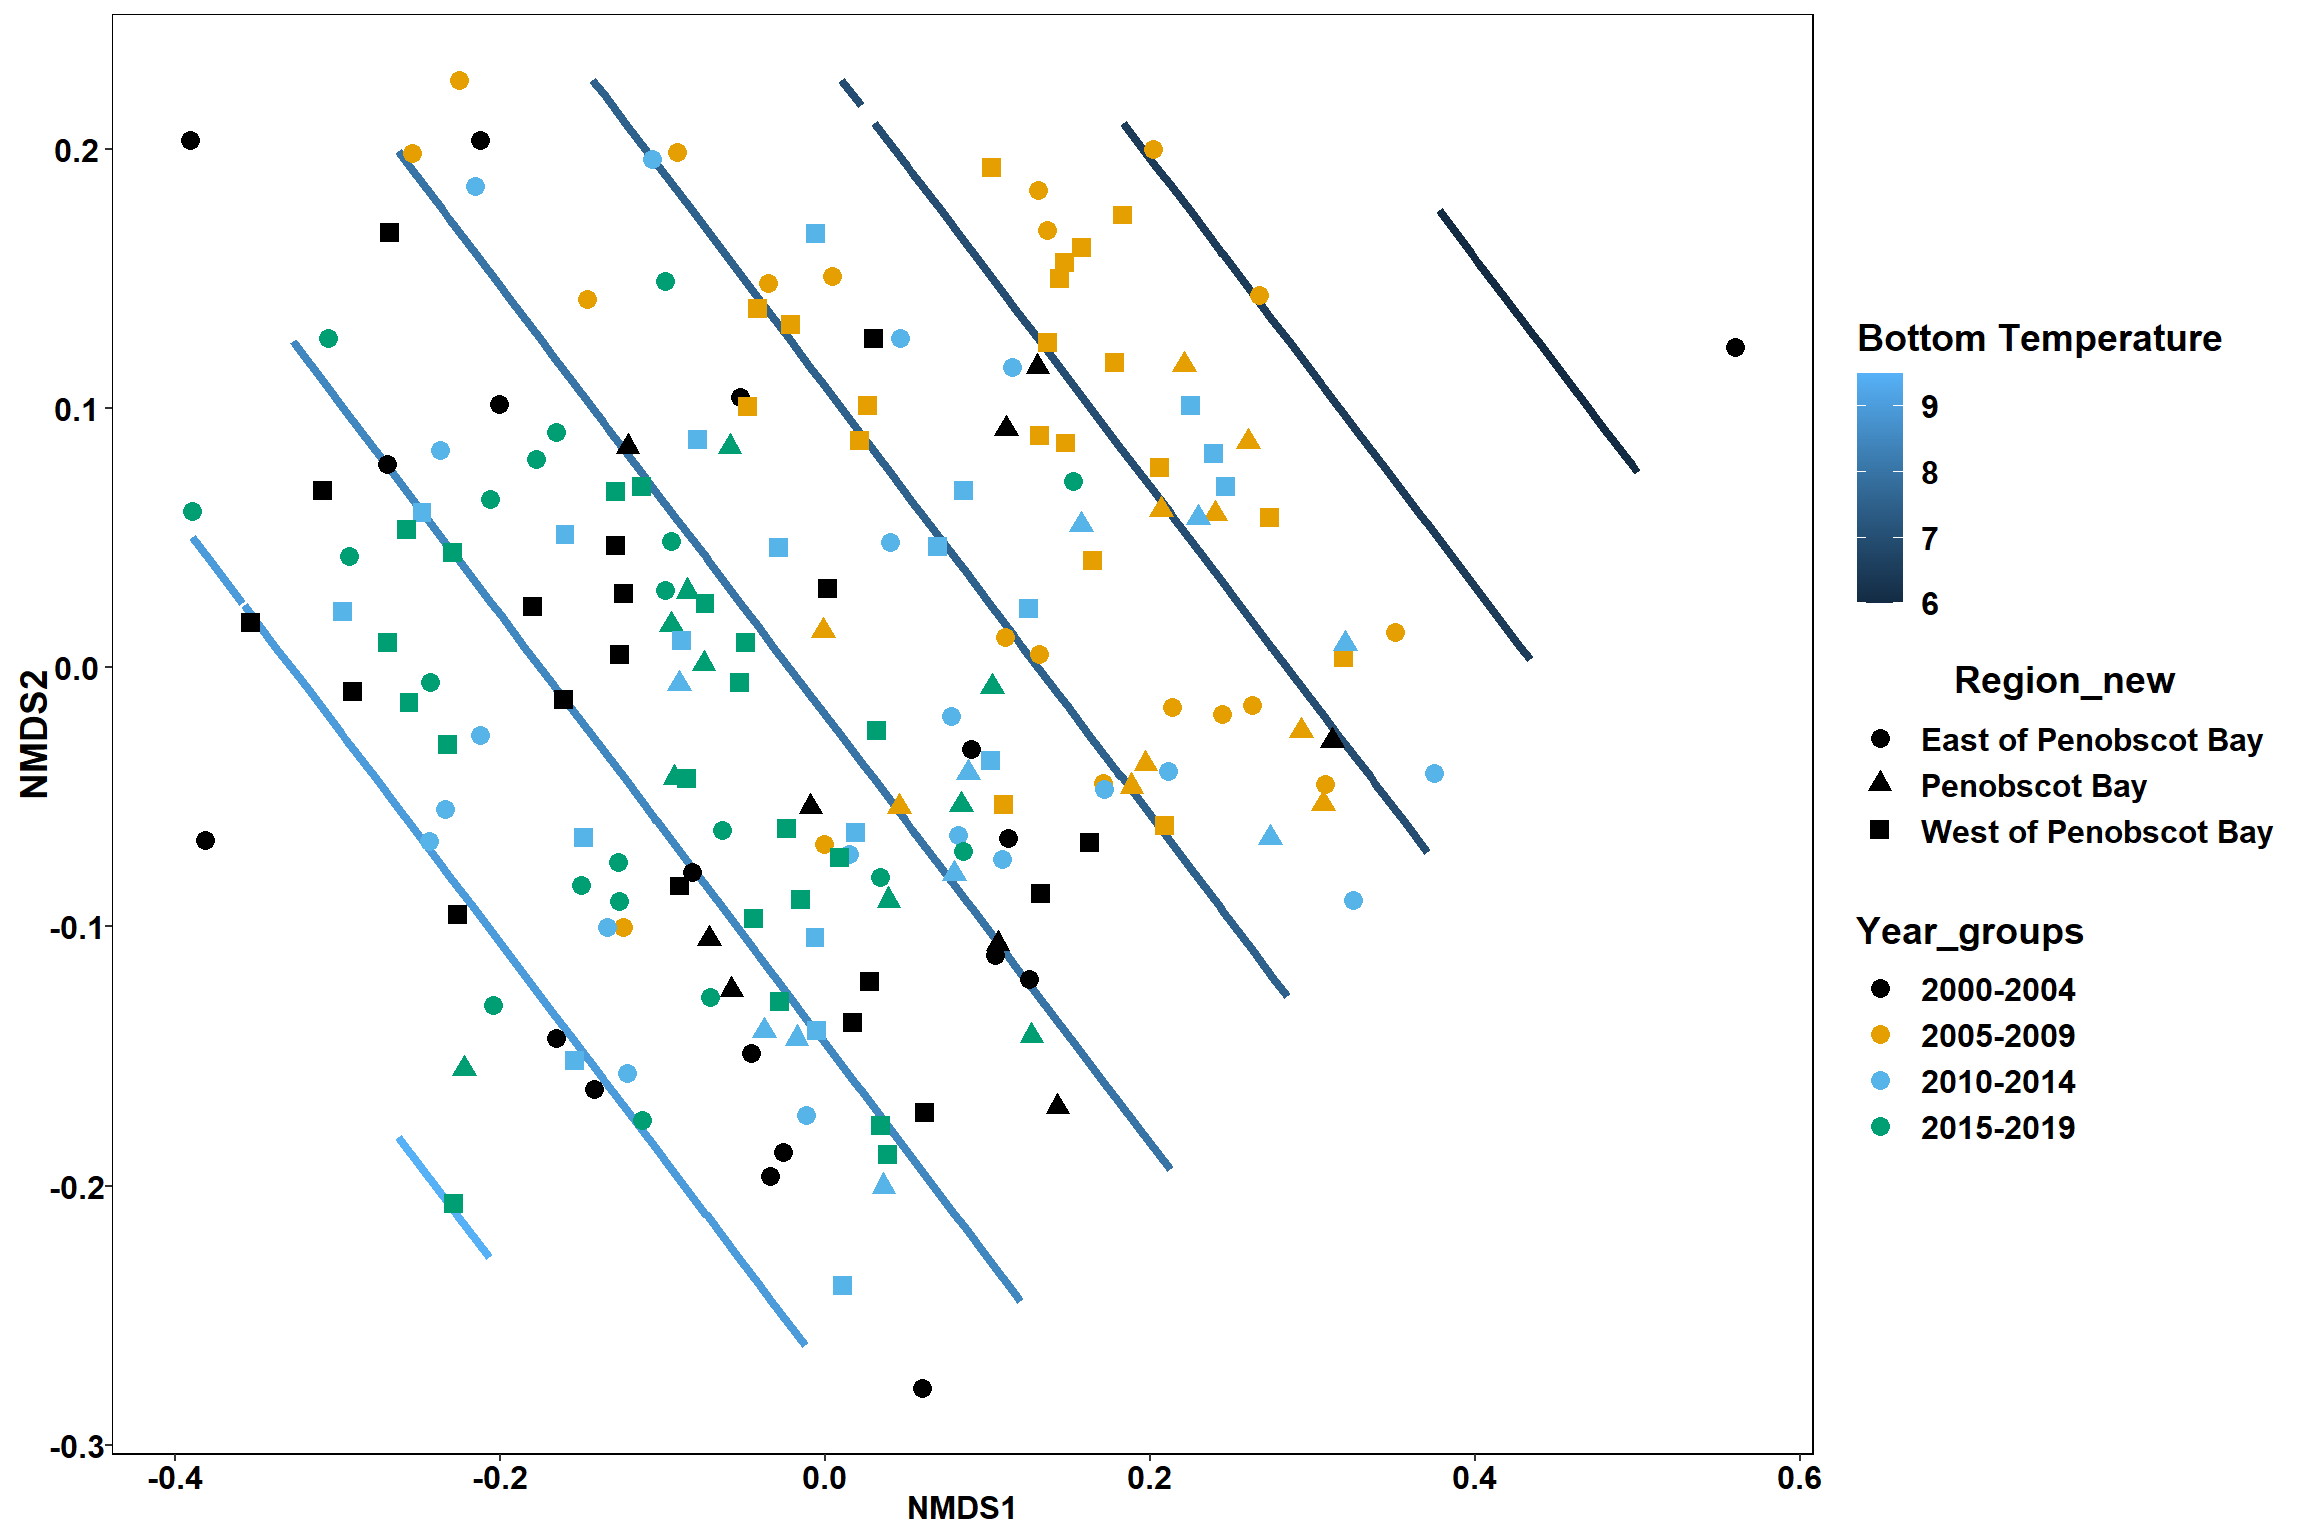 0.2
0.1
0.0
-0.1
-0.2
-0.3
NMDS2
-0.4
-0.2
0.0
0.2
0.4
0.6
NMDS1
Bottom Temperature
9
8
7
6
Region_new
East of Penobscot Bay
Penobscot Bay
West of Penobscot Bay
Year_groups
2000-2004
2005-2009
2010-2014
2015-2019